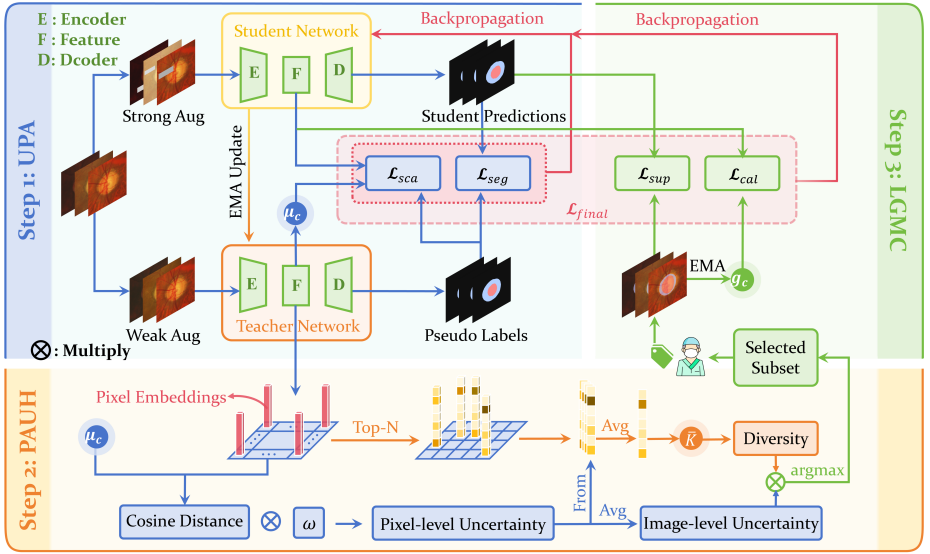 E : Encoder
F : Feature
D: Dcoder
Step 1: UPA
Strong Aug
Weak Aug
⊗: Multiply
Student Network
E
F
D
EMA Update
E
F
D
Teacher Network
Backpropagation
Backpropagation
Student Predictions
μc
ℒsca
ℒseg
ℒsup
ℒcal
ℒfinal
Pseudo Labels
EMA
gc
Selected
Subset
Step 3: LGMC
Step 2: PAUH
Pixel Embeddings
μc
Top-N
Avg
K̄
Diversity
argmax
From
Avg
Cosine Distance
⊗
ω
Pixel-level Uncertainty
Image-level Uncertainty